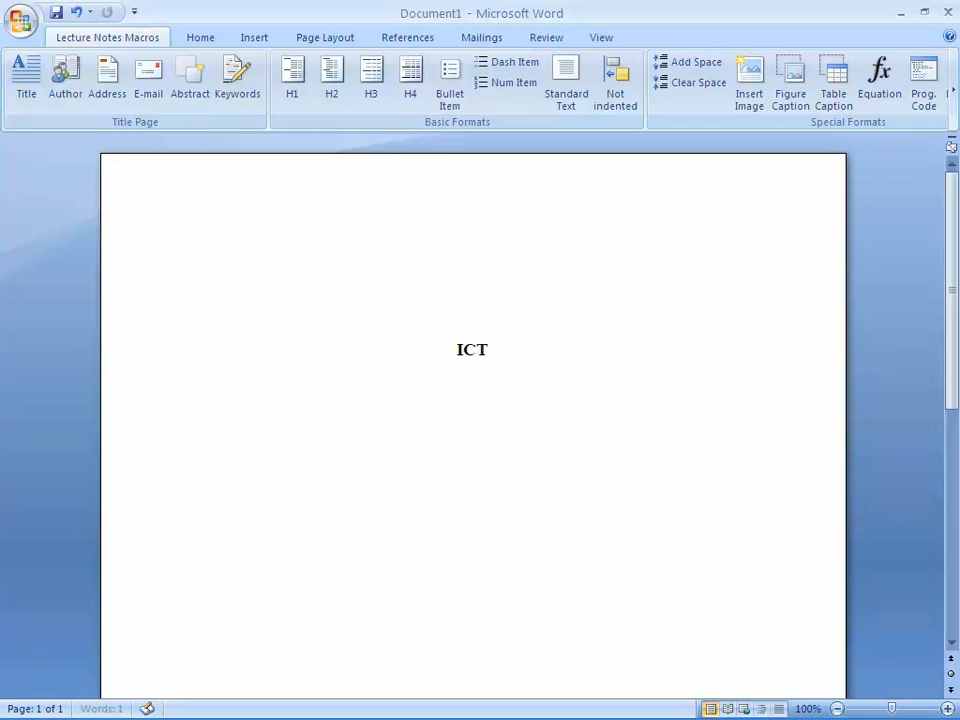 Document1 - Microsoft Word
Lecture Notes Macros Home Insert Page Layout References Mailings Review View
Title Author Address E-mail Abstract Keywords H1 H2 H3 H4 Bullet Item Dash Item Num Item Standard Text Not indented Add Space Clear Space Insert Image Figure Caption Table Caption fx Equation Prog. Code
Title Page Basic Formats Special Formats
ICT
Page: 1 of 1 Words: 1 100%